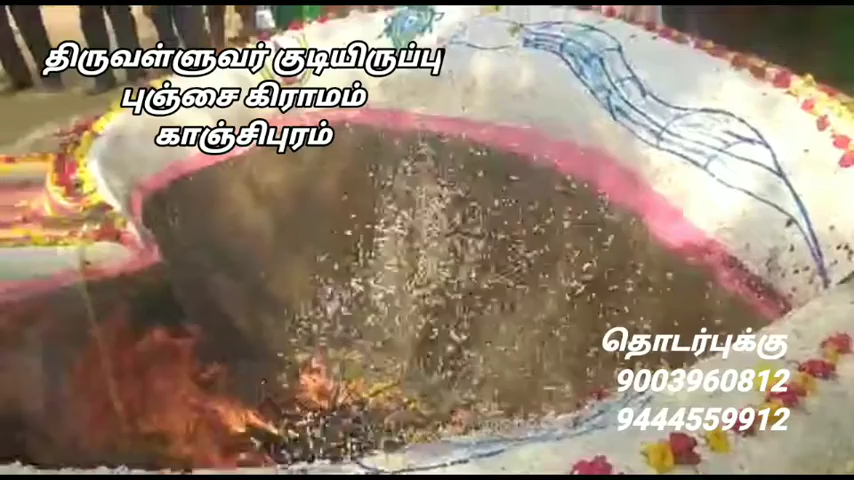 திருவள்ளுவர் குடியிருப்பு
புஞ்சை கிராமம்
காஞ்சிபுரம்
தொடர்புக்கு
9003960812
9444559912